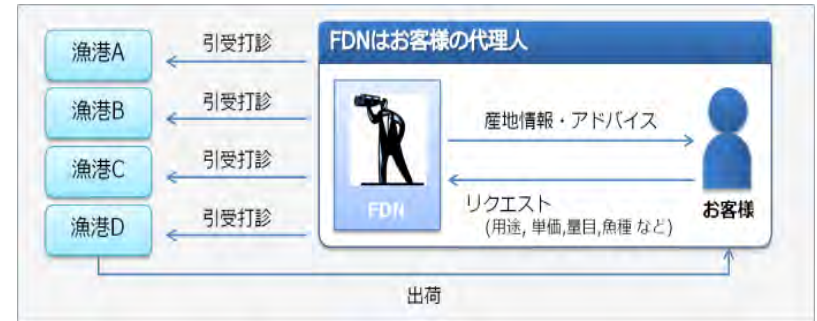 FDNはお客様の代理人
漁港A
引受打診
漁港B
引受打診
漁港C
引受打診
漁港D
引受打診
FDN
産地情報・アドバイス
リクエスト
(用途, 単価,量目,魚種 など)
お客様
出荷